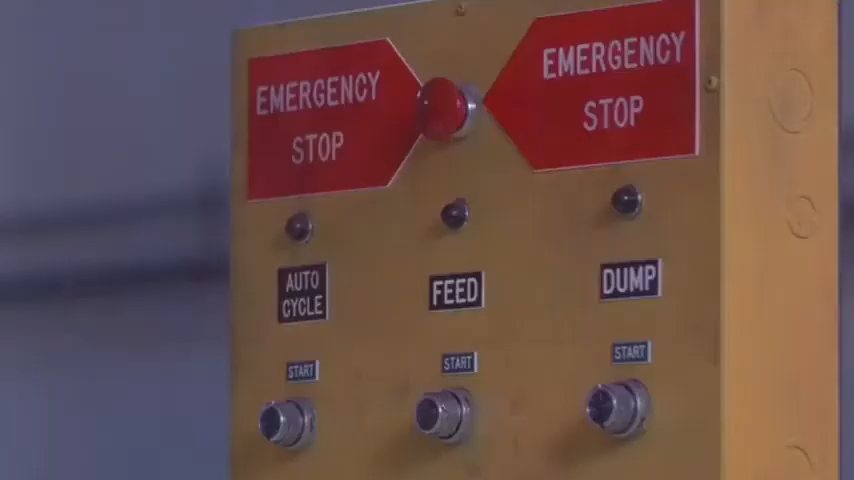 EMERGENCY
STOP
EMERGENCY
STOP
AUTO
CYCLE
FEED
DUMP
START
START
START